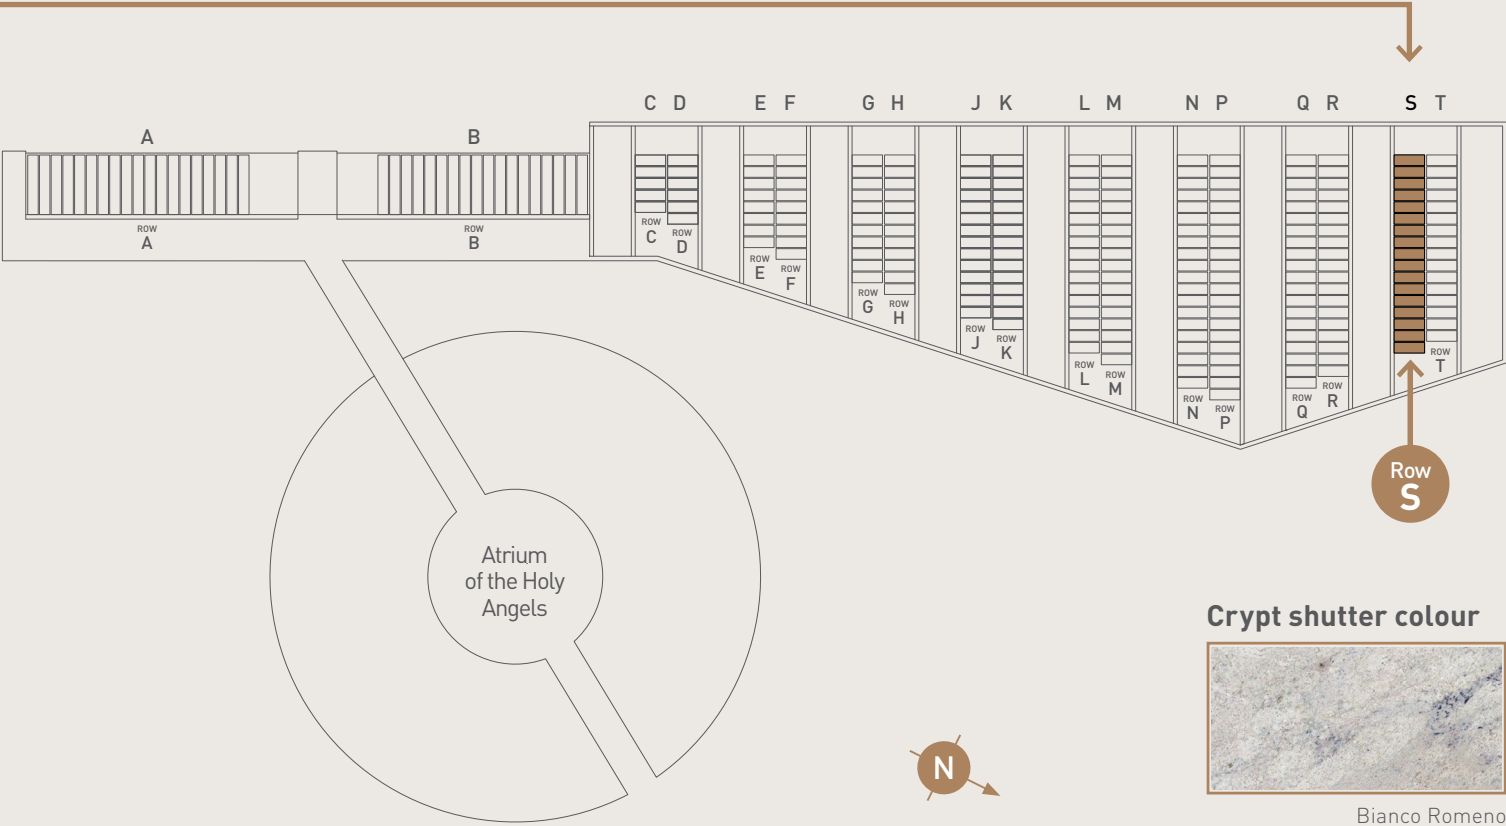 C D E F G H J K L M N P Q R S T
A B
ROW
A
ROW
B
ROW
C
ROW
D
ROW
E
ROW
F
ROW
G
ROW
H
ROW
J
ROW
K
ROW
L
ROW
M
ROW
N
ROW
P
ROW
Q
ROW
R
ROW
T
Row
S
Atrium
of the Holy
Angels
N
Crypt shutter colour
Bianco Romeno